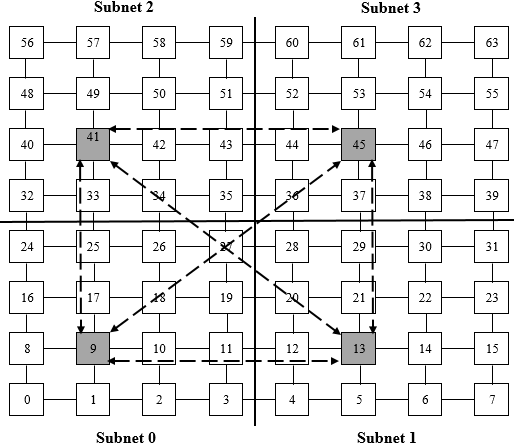 Subnet 2 Subnet 3
56 57 58 59 60 61 62 63
48 49 50 51 52 53 54 55
40 41 42 43 44 45 46 47
32 33 34 35 36 37 38 39
24 25 26 27 28 29 30 31
16 17 18 19 20 21 22 23
8 9 10 11 12 13 14 15
0 1 2 3 4 5 6 7
Subnet 0 Subnet 1